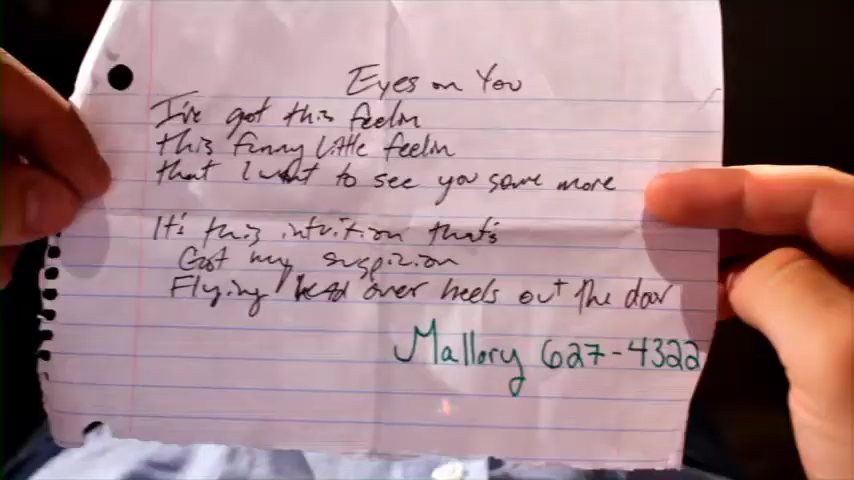 Eyes on You
I've got this feelin
this funny little feelin
that I want to see you some more
It's this intuition that's
Got my suspizion
Flying head over heels out the door
Mallory 627-4322